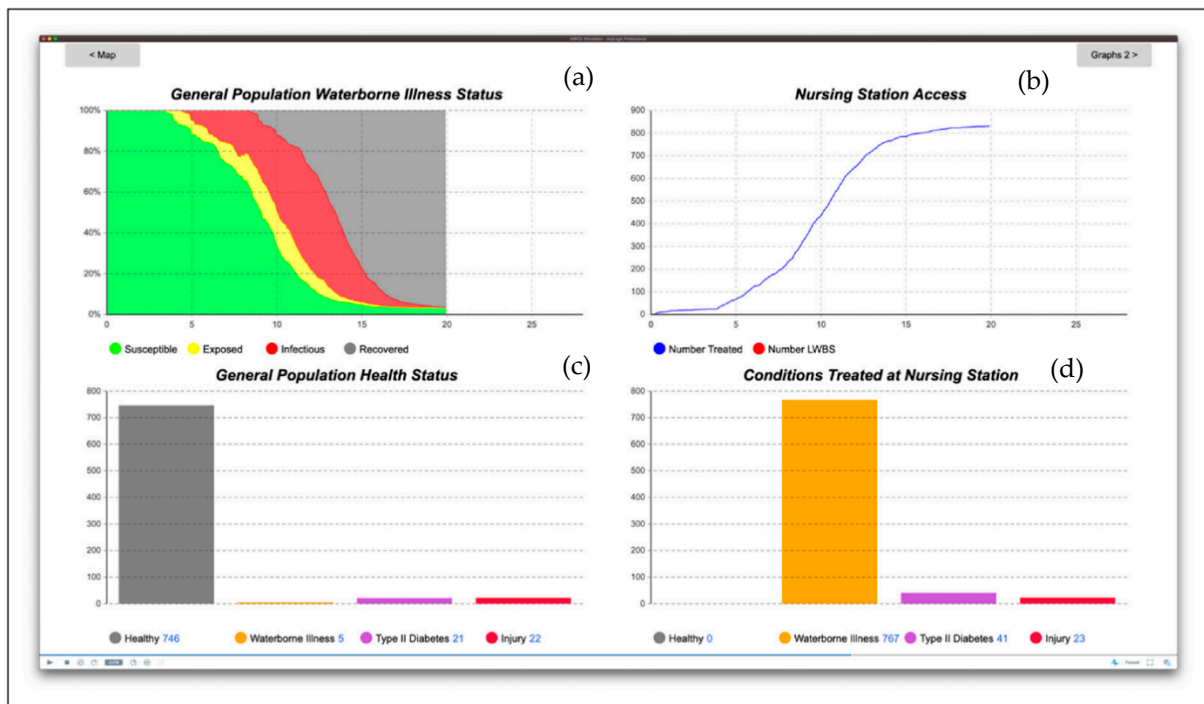 < Map
Graphs 2 >
(a)
General Population Waterborne Illness Status
100%
80%
60%
40%
20%
0%
0 5 10 15 20 25
Susceptible Exposed Infectious Recovered
(b)
Nursing Station Access
900
800
700
600
500
400
300
200
100
0
0 5 10 15 20 25
Number Treated Number LWBS
(c)
General Population Health Status
800
700
600
500
400
300
200
100
0
Healthy 746 Waterborne Illness 5 Type II Diabetes 21 Injury 22
(d)
Conditions Treated at Nursing Station
800
700
600
500
400
300
200
100
0
Healthy 0 Waterborne Illness 767 Type II Diabetes 41 Injury 23
Paused